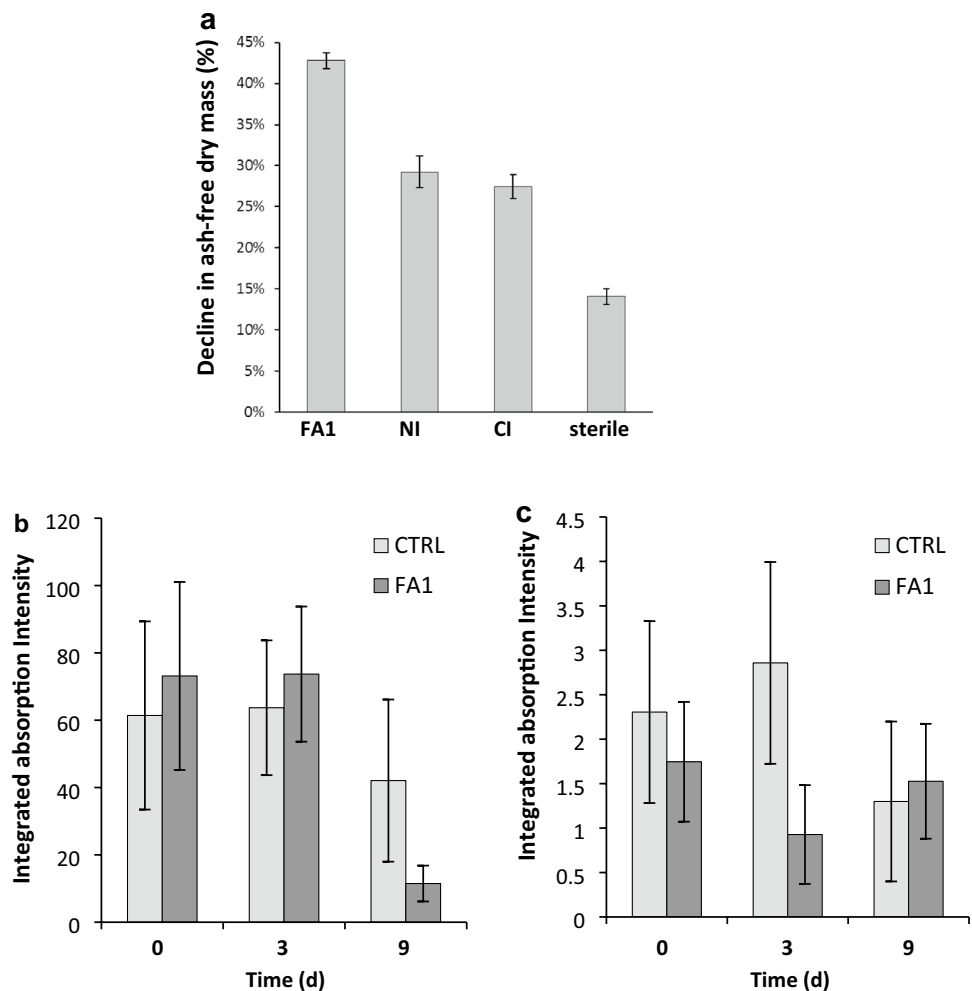 a
Decline in ash-free dry mass (%)
45%
40%
35%
30%
25%
20%
15%
10%
5%
0%
FA1 NI CI sterile
b
Integrated absorption Intensity
120
100
80
60
40
20
0
CTRL
FA1
0 3 9
Time (d)
c
Integrated absorption Intensity
4.5
4
3.5
3
2.5
2
1.5
1
0.5
0
CTRL
FA1
0 3 9
Time (d)